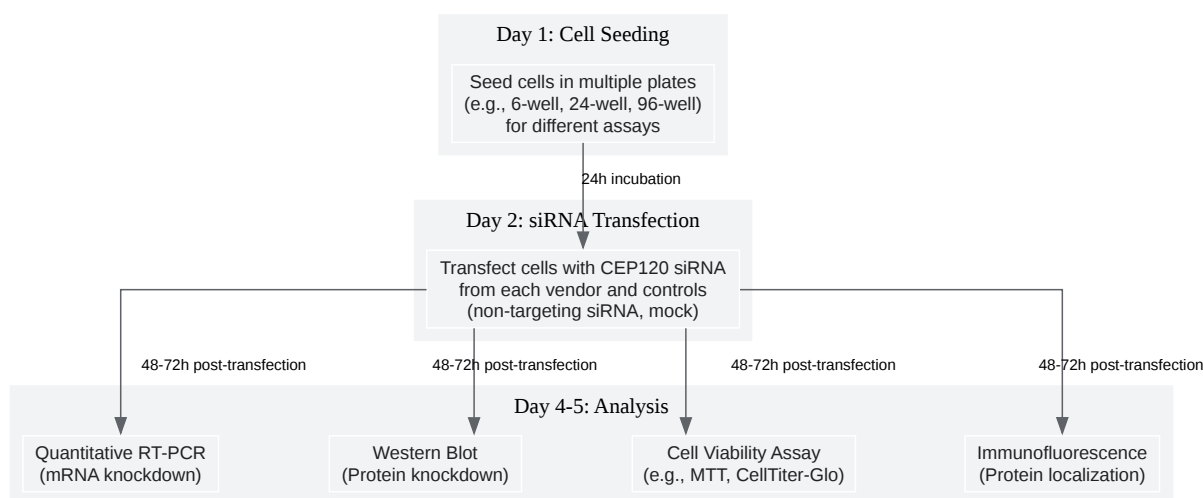 Day 1: Cell Seeding
Seed cells in multiple plates
(e.g., 6-well, 24-well, 96-well)
for different assays
24h incubation
Day 2: siRNA Transfection
Transfect cells with CEP120 siRNA
from each vendor and controls
(non-targeting siRNA, mock)
48-72h post-transfection
48-72h post-transfection
48-72h post-transfection
48-72h post-transfection
Day 4-5: Analysis
Quantitative RT-PCR
(mRNA knockdown)
Western Blot
(Protein knockdown)
Cell Viability Assay
(e.g., MTT, CellTiter-Glo)
Immunofluorescence
(Protein localization)